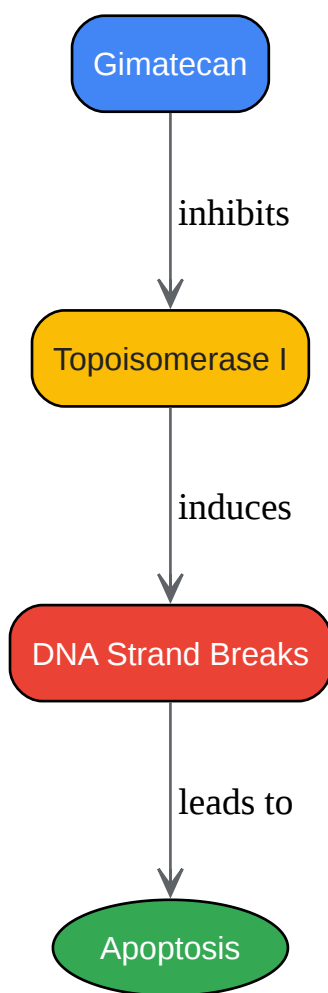 Gimatecan
inhibits
Topoisomerase I
induces
DNA Strand Breaks
leads to
Apoptosis